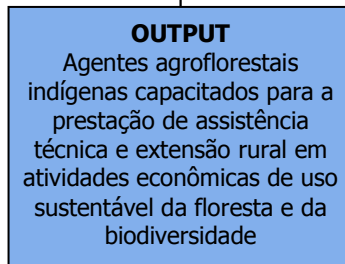 OUTPUT
Agentes agroflorestais
indígenas capacitados para a
prestação de assistência
técnica e extensão rural em
atividades econômicas de uso
sustentável da floresta e da
biodiversidade